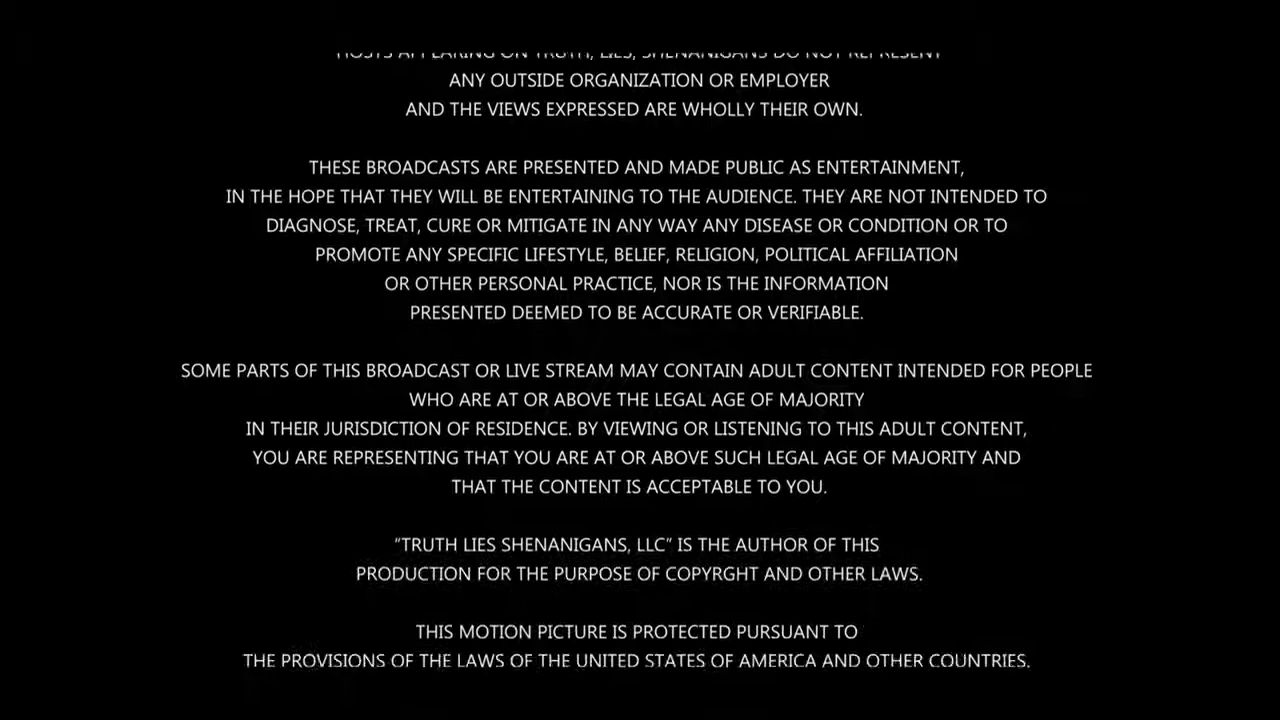 HOSTS APPEARING ON TRUTH, LIES, SHENANIGANS DO NOT REPRESENT
ANY OUTSIDE ORGANIZATION OR EMPLOYER
AND THE VIEWS EXPRESSED ARE WHOLLY THEIR OWN.
THESE BROADCASTS ARE PRESENTED AND MADE PUBLIC AS ENTERTAINMENT,
IN THE HOPE THAT THEY WILL BE ENTERTAINING TO THE AUDIENCE. THEY ARE NOT INTENDED TO
DIAGNOSE, TREAT, CURE OR MITIGATE IN ANY WAY ANY DISEASE OR CONDITION OR TO
PROMOTE ANY SPECIFIC LIFESTYLE, BELIEF, RELIGION, POLITICAL AFFILIATION
OR OTHER PERSONAL PRACTICE, NOR IS THE INFORMATION
PRESENTED DEEMED TO BE ACCURATE OR VERIFIABLE.
SOME PARTS OF THIS BROADCAST OR LIVE STREAM MAY CONTAIN ADULT CONTENT INTENDED FOR PEOPLE
WHO ARE AT OR ABOVE THE LEGAL AGE OF MAJORITY
IN THEIR JURISDICTION OF RESIDENCE. BY VIEWING OR LISTENING TO THIS ADULT CONTENT,
YOU ARE REPRESENTING THAT YOU ARE AT OR ABOVE SUCH LEGAL AGE OF MAJORITY AND
THAT THE CONTENT IS ACCEPTABLE TO YOU.
"TRUTH LIES SHENANIGANS, LLC" IS THE AUTHOR OF THIS
PRODUCTION FOR THE PURPOSE OF COPYRGHT AND OTHER LAWS.
THIS MOTION PICTURE IS PROTECTED PURSUANT TO
THE PROVISIONS OF THE LAWS OF THE UNITED STATES OF AMERICA AND OTHER COUNTRIES.